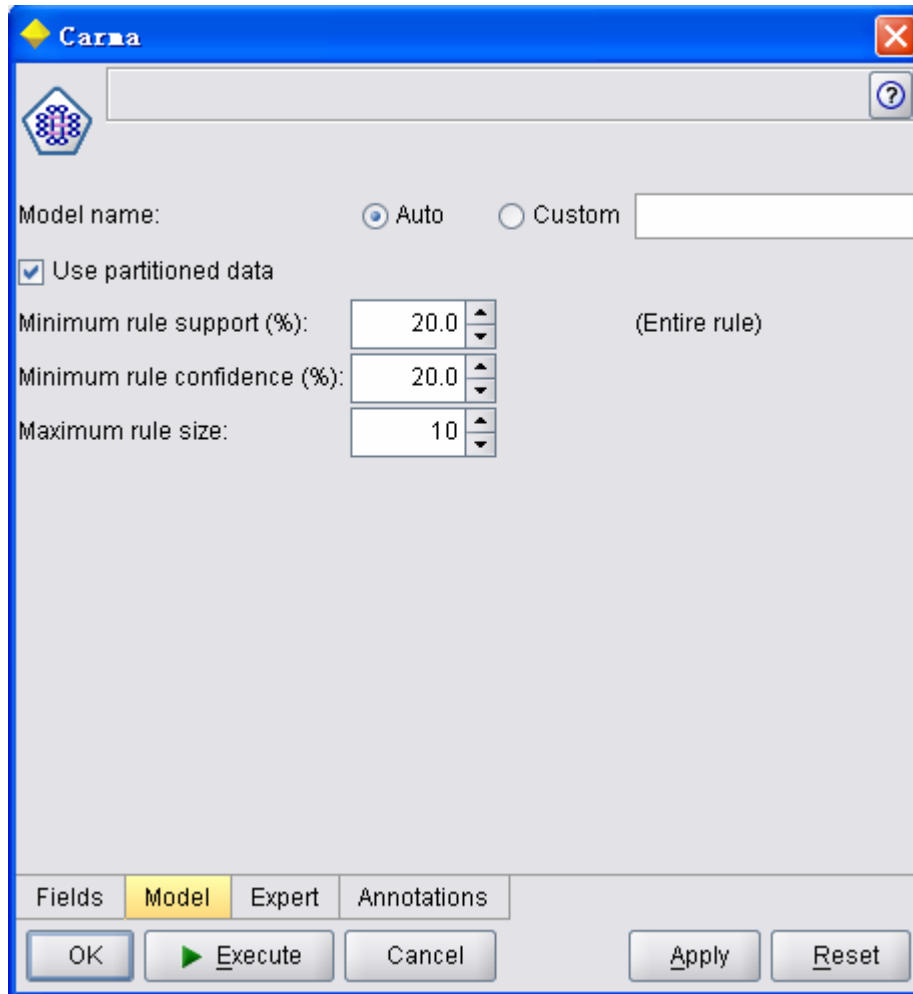 Carma
?
Model name: Auto Custom
Use partitioned data
Minimum rule support (%): 20.0 (Entire rule)
Minimum rule confidence (%): 20.0
Maximum rule size: 10
Fields Model Expert Annotations
OK Execute Cancel Apply Reset